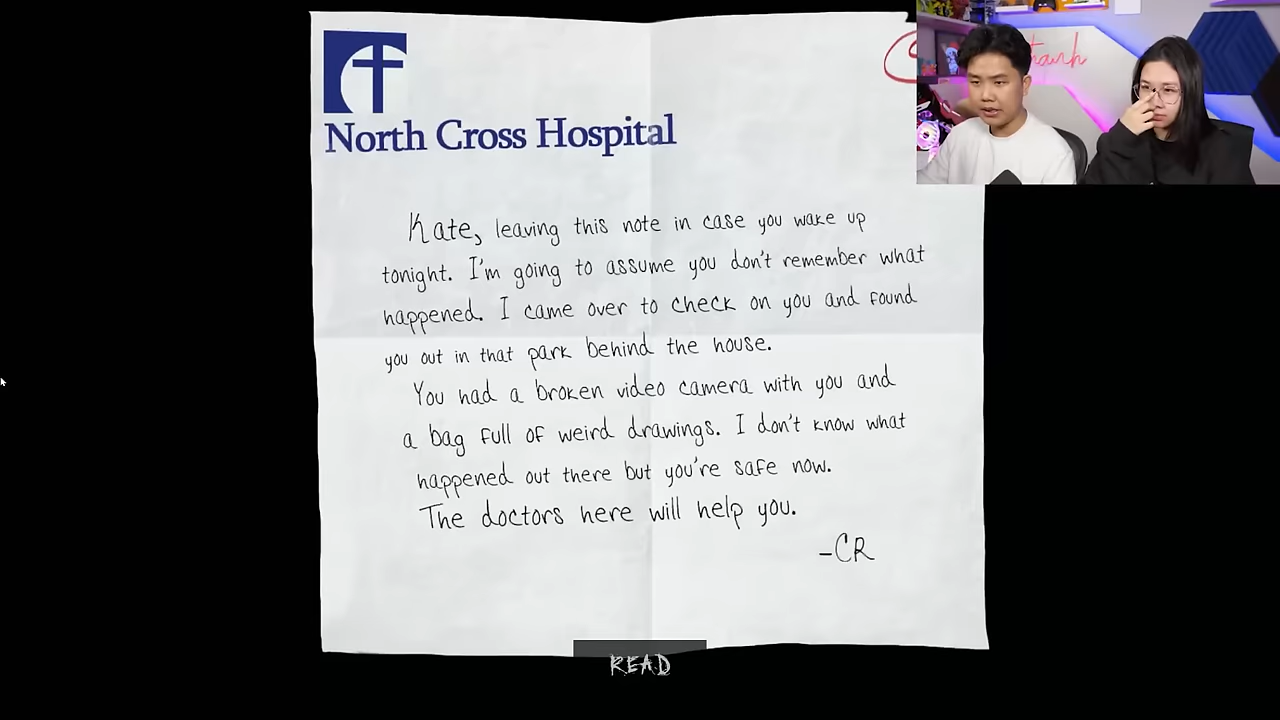 North Cross Hospital
Kate, leaving this note in case you wake up
tonight. I'm going to assume you don't remember what
happened. I came over to check on you and found
you out in that park behind the house.
You had a broken video camera with you and
a bag full of weird drawings. I don't know what
happened out there but you're safe now.
The doctors here will help you.
-CR
READ